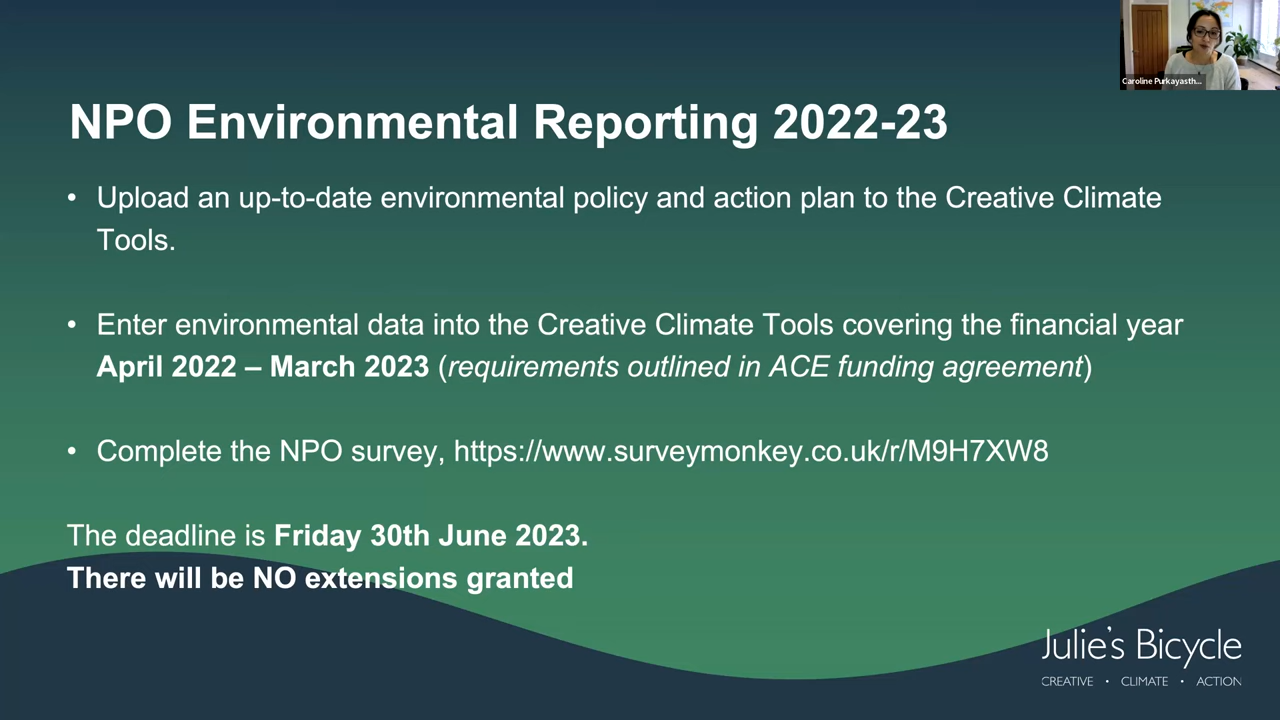 Caroline Purkayasth...
NPO Environmental Reporting 2022-23
• Upload an up-to-date environmental policy and action plan to the Creative Climate
Tools.
• Enter environmental data into the Creative Climate Tools covering the financial year
April 2022 – March 2023 (requirements outlined in ACE funding agreement)
• Complete the NPO survey, https://www.surveymonkey.co.uk/r/M9H7XW8
The deadline is Friday 30th June 2023.
There will be NO extensions granted
Julie's Bicycle
CREATIVE • CLIMATE • ACTION